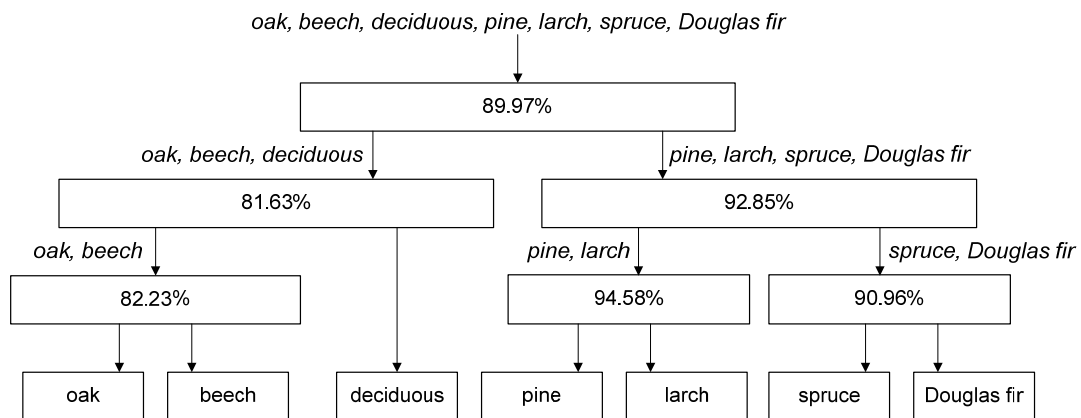 oak, beech, deciduous, pine, larch, spruce, Douglas fir
89.97%
oak, beech, deciduous
pine, larch, spruce, Douglas fir
81.63%
92.85%
oak, beech
pine, larch
spruce, Douglas fir
82.23%
94.58%
90.96%
oak
beech
deciduous
pine
larch
spruce
Douglas fir